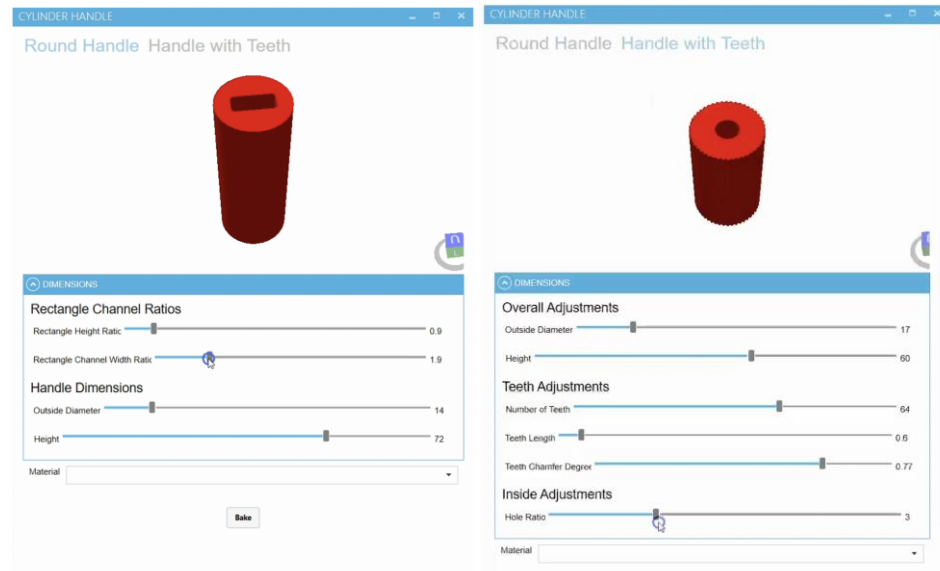 CYLINDER HANDLE
Round Handle Handle with Teeth
DIMENSIONS
Rectangle Channel Ratios
Rectangle Height Ratio 0.9
Rectangle Channel Width Ratio 1.9
Handle Dimensions
Outside Diameter 14
Height 72
Material
Bake
CYLINDER HANDLE
Round Handle Handle with Teeth
DIMENSIONS
Overall Adjustments
Outside Diameter 17
Height 60
Teeth Adjustments
Number of Teeth 64
Teeth Length 0.6
Teeth Chamfer Degree 0.77
Inside Adjustments
Hole Ratio 3
Material